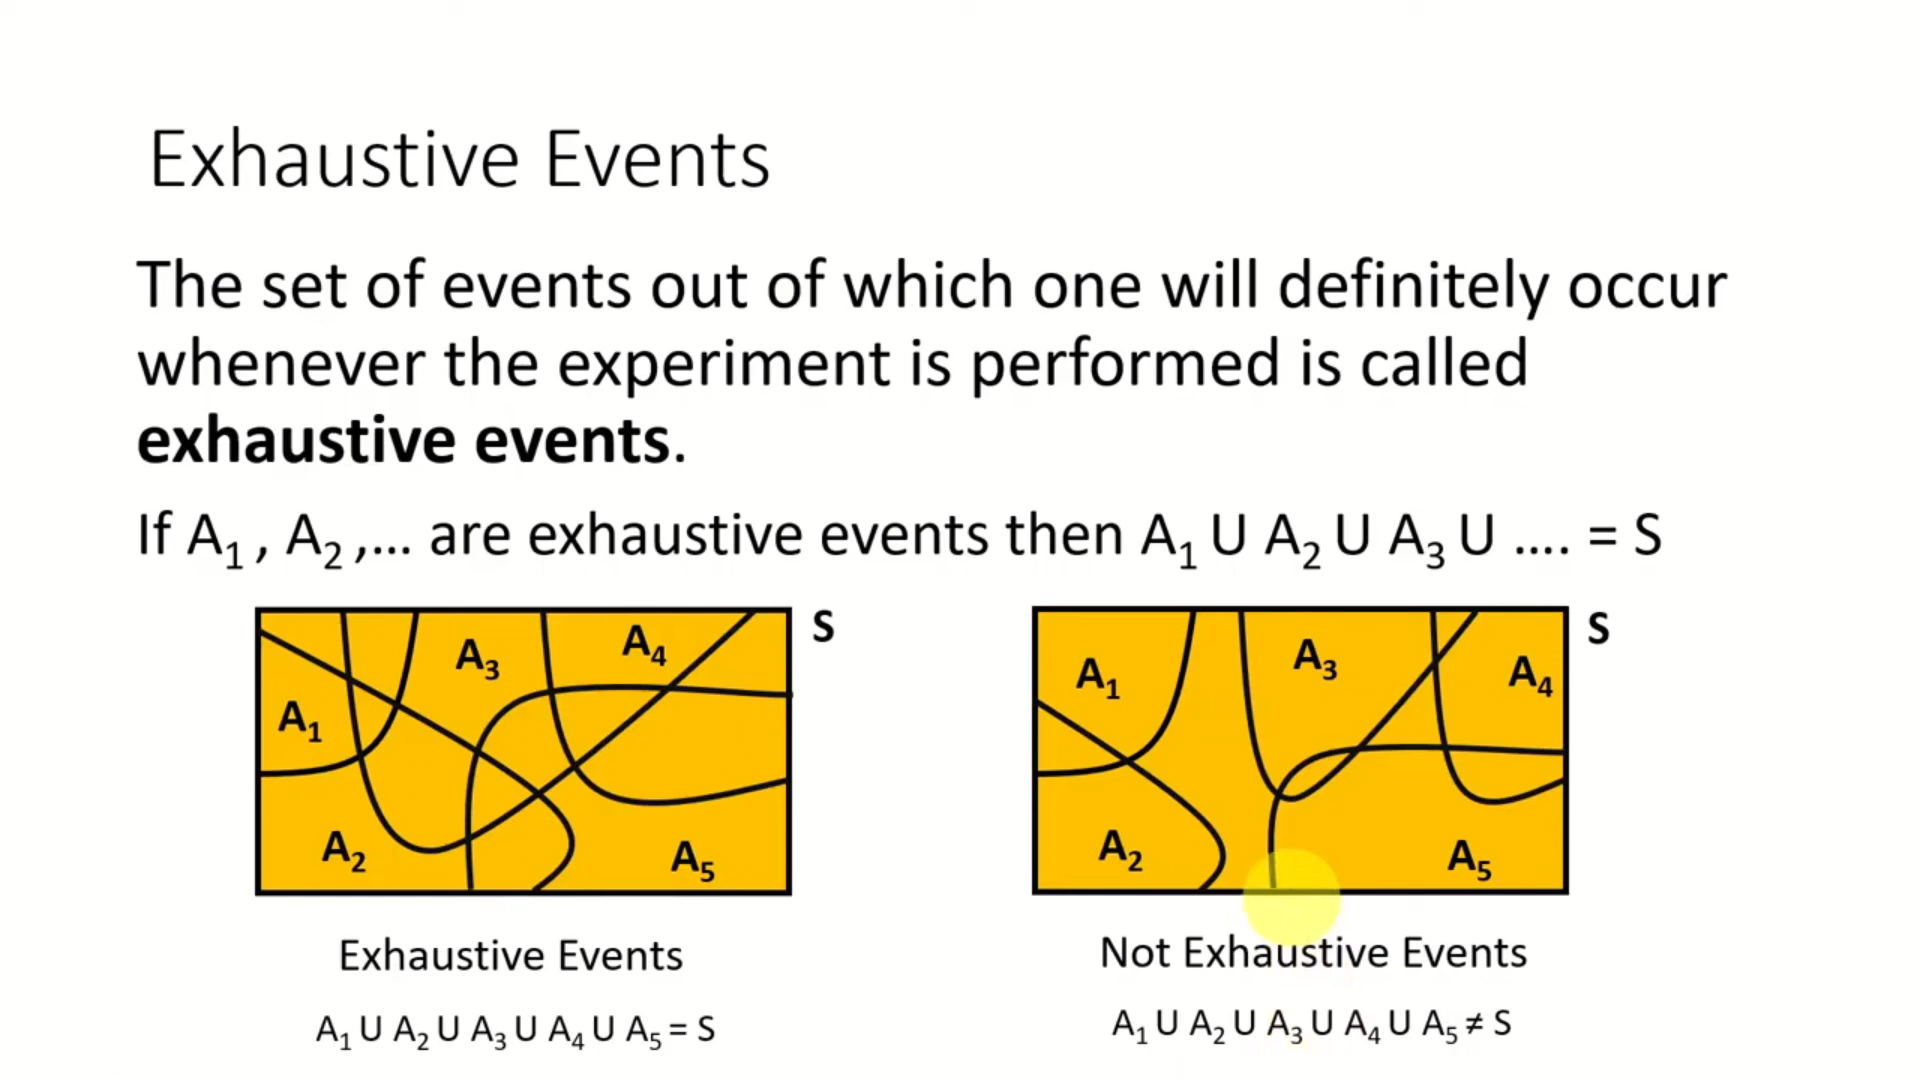 Exhaustive Events
The set of events out of which one will definitely occur
whenever the experiment is performed is called
exhaustive events.
If A₁ , A₂ ,... are exhaustive events then A₁ U A₂ U A₃ U .... = S
A₁
A₂
A₃
A₄
A₅
S
A₁
A₂
A₃
A₄
A₅
S
Exhaustive Events
Not Exhaustive Events
A₁ U A₂ U A₃ U A₄ U A₅ = S
A₁ U A₂ U A₃ U A₄ U A₅ ≠ S